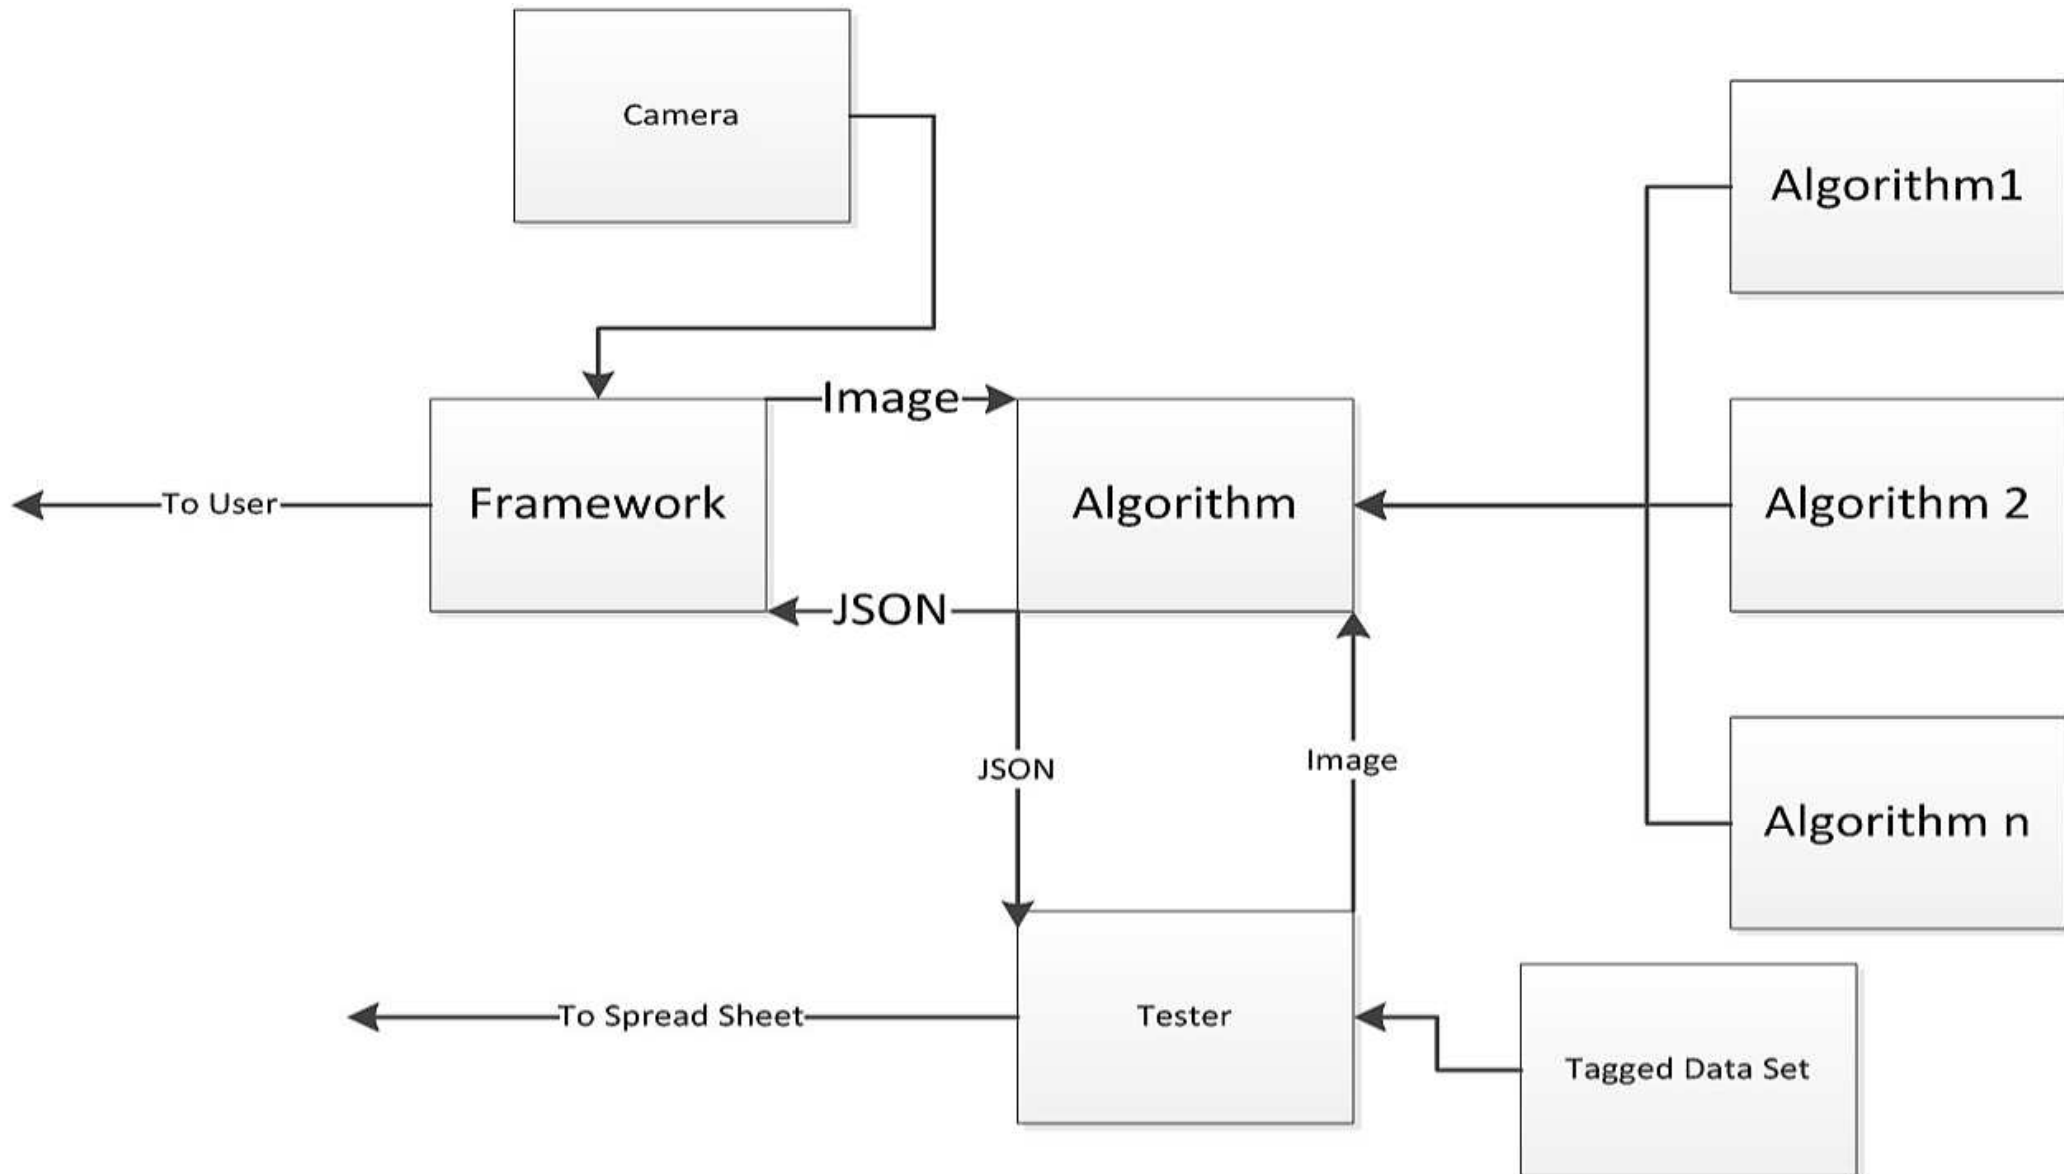 Camera
Algorithm1
Image
To User
Framework
Algorithm
Algorithm 2
JSON
JSON
Image
Algorithm n
To Spread Sheet
Tester
Tagged Data Set